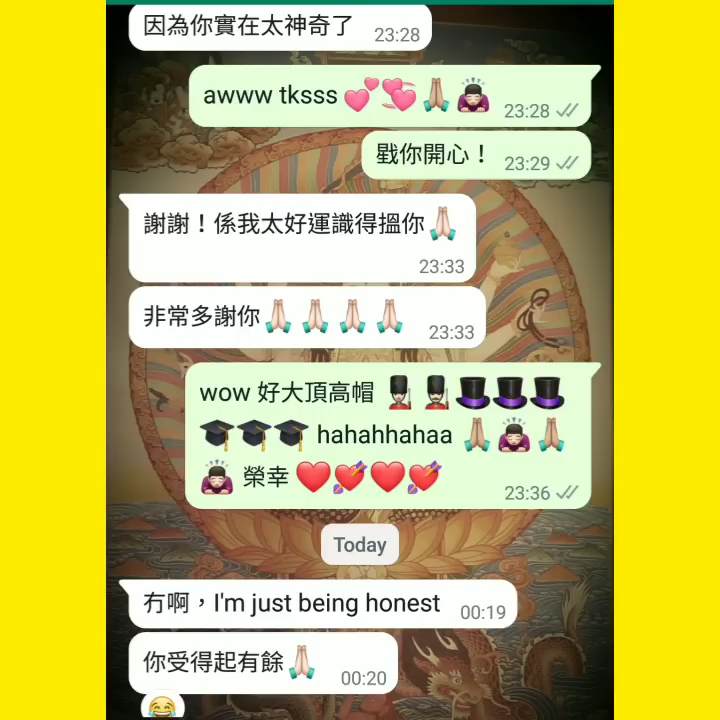 因為你實在太神奇了 23:28
awww tksss 💕💞🙏🏼🙇🏻‍♂️ 23:28
戥你開心！ 23:29
謝謝！係我太好運識得搵你🙏🏻
23:33
非常多謝你🙏🏻🙏🏻🙏🏻🙏🏻 23:33
wow 好大頂高帽 💂🏻‍♂️💂🏻‍♂️🎩🎩🎩
🎓🎓🎓 hahahhahaa 🙏🏼🙇🏻‍♂️🙏🏼
🙇🏻‍♂️ 榮幸 ❤️💝❤️💝 23:36
Today
冇啊，I'm just being honest 00:19
你受得起有餘🙏🏻 00:20
😂